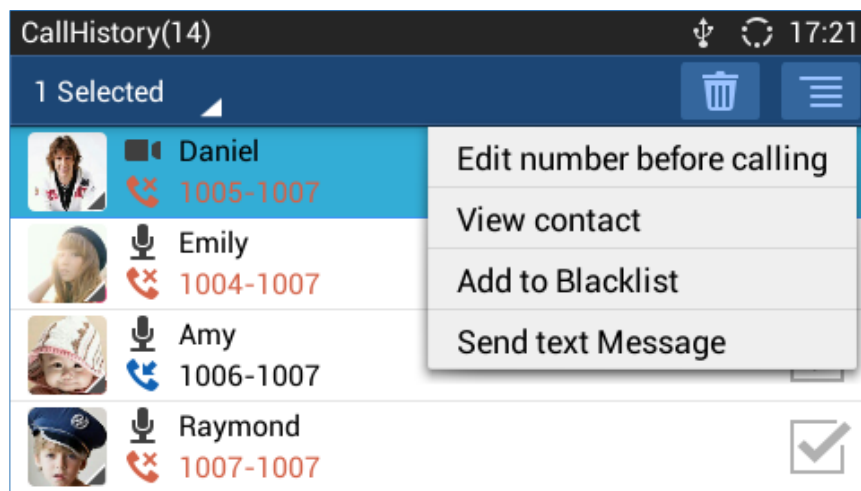 CallHistory(14) 17:21
1 Selected
Daniel
1005-1007
Edit number before calling
View contact
Add to Blacklist
Send text Message
Emily
1004-1007
Amy
1006-1007
Raymond
1007-1007